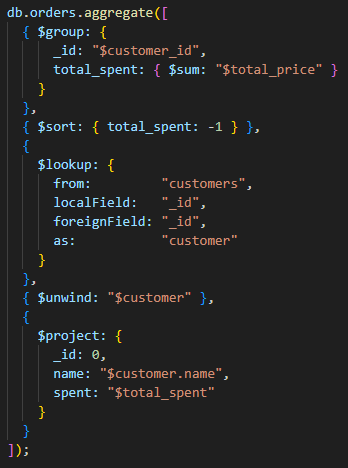 db.orders.aggregate([
  { $group: {
      _id: "$customer_id",
      total_spent: { $sum: "$total_price" }
    }
  },
  { $sort: { total_spent: -1 } },
  {
    $lookup: {
      from:         "customers",
      localField:   "_id",
      foreignField: "_id",
      as:           "customer"
    }
  },
  { $unwind: "$customer" },
  {
    $project: {
      _id: 0,
      name: "$customer.name",
      spent: "$total_spent"
    }
  }
]);